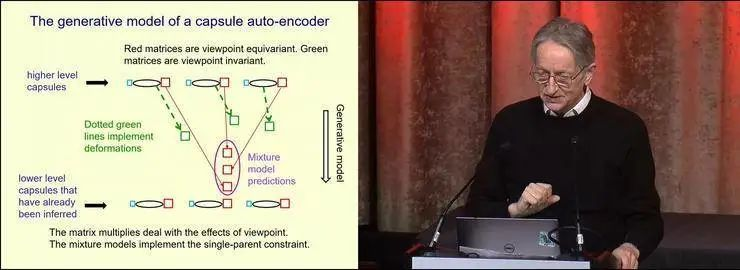 The generative model of a capsule auto-encoder
Red matrices are viewpoint equivariant. Green
matrices are viewpoint invariant.
higher level
capsules
Dotted green
lines implement
deformations
Generative model
Mixture
model
predictions
lower level
capsules that
have already
been inferred
The matrix multiplies deal with the effects of viewpoint.
The mixture models implement the single-parent constraint.
DELL